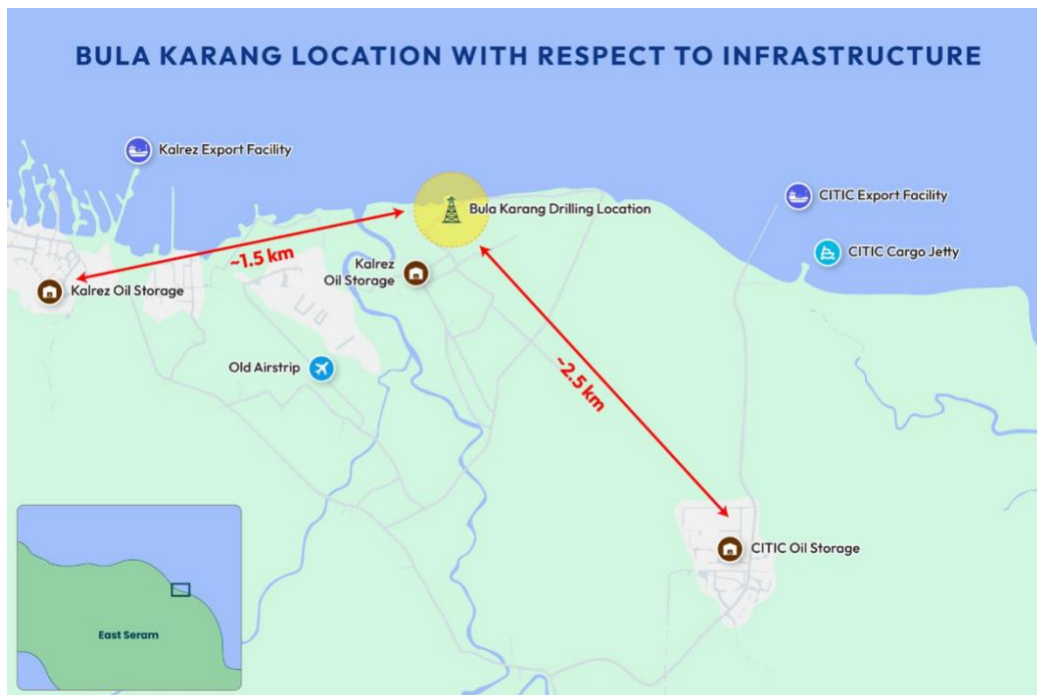 BULA KARANG LOCATION WITH RESPECT TO INFRASTRUCTURE
Kalrez Export Facility
CITIC Export Facility
Bula Karang Drilling Location
~1.5 km
CITIC Cargo Jetty
Kalrez
Oil Storage
Kalrez Oil Storage
Old Airstrip
~2.5 km
CITIC Oil Storage
East Seram